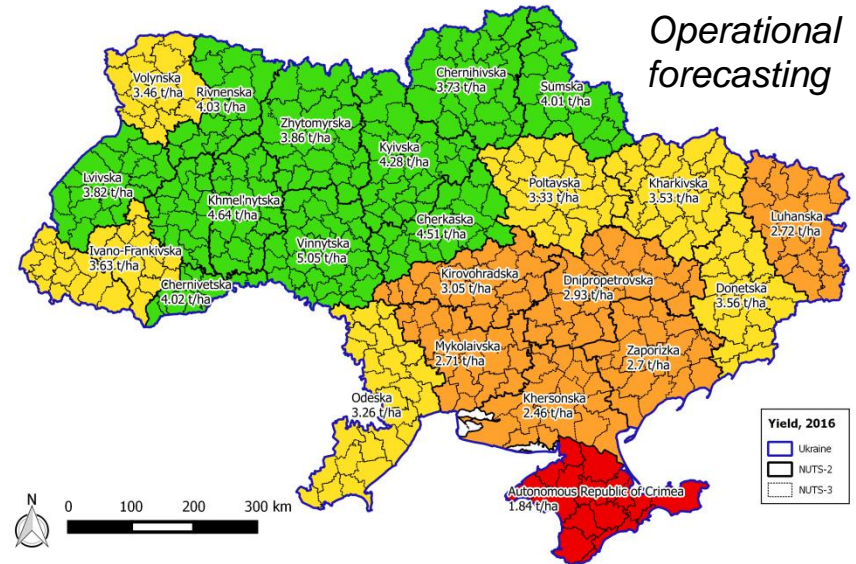 Operational
forecasting
Volynska
3.46 t/ha
Rivnenska
4.03 t/ha
Zhytomyrska
3.86 t/ha
Kyivska
4.28 t/ha
Chernihivska
3.73 t/ha
Sumska
4.01 t/ha
Lvivska
3.82 t/ha
Khmel'nytska
4.64 t/ha
Vinnytska
5.05 t/ha
Cherkaska
4.51 t/ha
Poltavska
3.33 t/ha
Kharkivska
3.53 t/ha
Luhanska
2.72 t/ha
Ivano-Frankivska
3.63 t/ha
Chernivetska
4.02 t/ha
Kirovohradska
3.05 t/ha
Dnipropetrovska
2.93 t/ha
Donetska
3.56 t/ha
Mykolaivska
2.71 t/ha
Zaporizka
2.7 t/ha
Odeska
3.26 t/ha
Khersonska
2.46 t/ha
Autonomous Republic of Crimea
1.84 t/ha
Yield, 2016
Ukraine
NUTS-2
NUTS-3
N
0 100 200 300 km